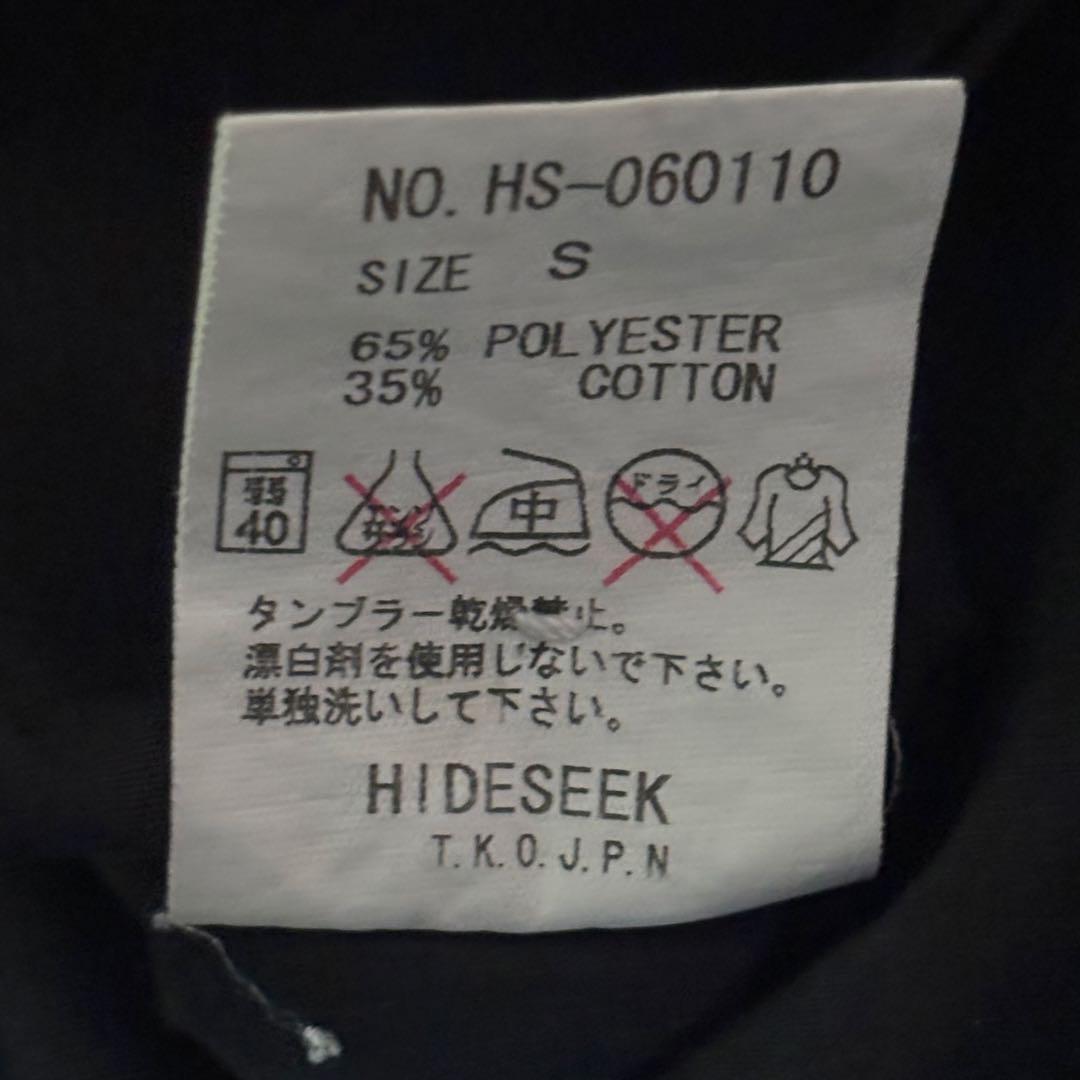 NO. HS-060110
SIZE S
65% POLYESTER
35% COTTON
弱
40
中
ドライ
タンブラー乾燥禁止。
漂白剤を使用しないで下さい。
単独洗いして下さい。
HIDESEEK
T.K.O.J.P.N